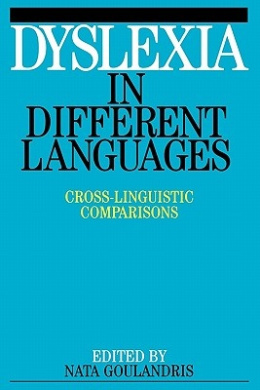 DYSLEXIA
IN
DIFFERENT
LANGUAGES
CROSS-LINGUISTIC
COMPARISONS
EDITED BY
NATA GOULANDRIS